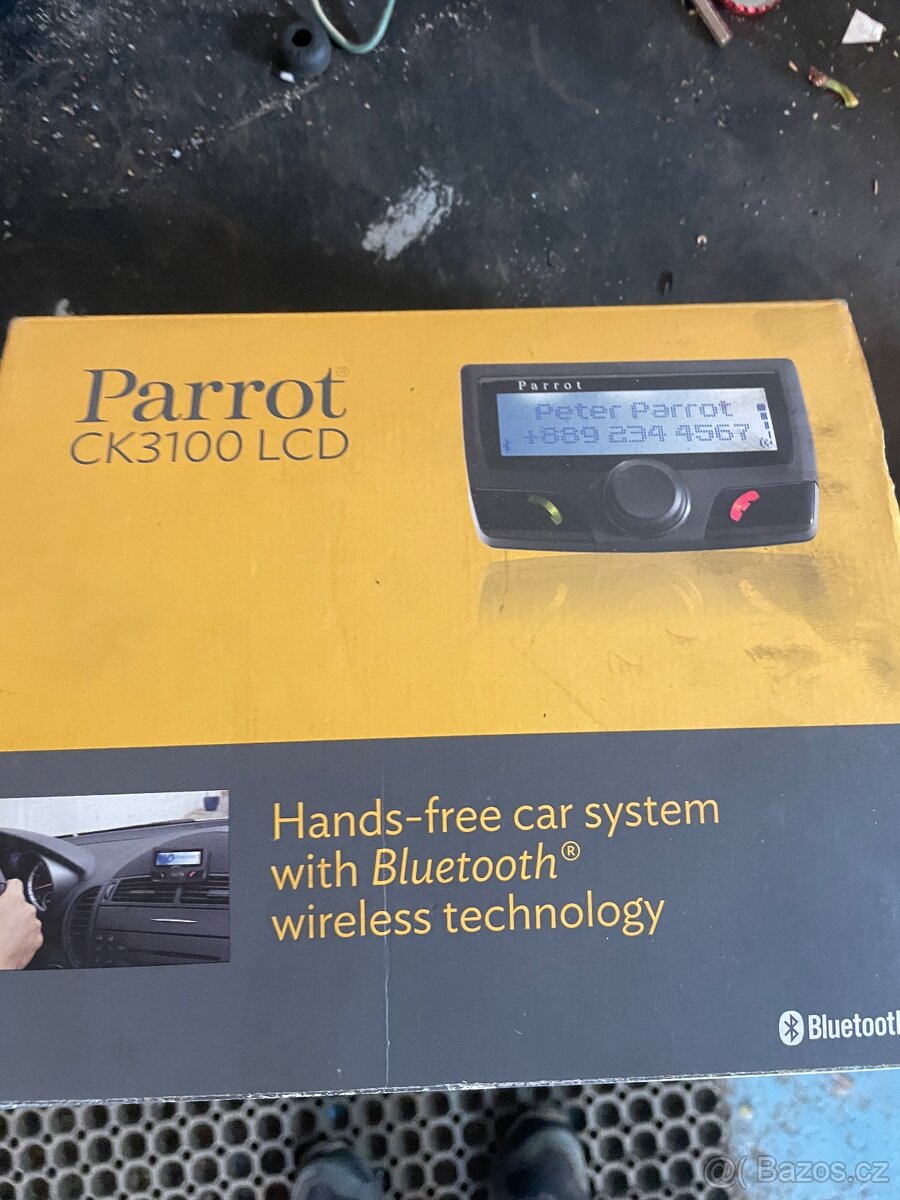 Parrot®
CK3100 LCD
Parrot
Peter Parrot
+889 234 4567
Hands-free car system
with Bluetooth®
wireless technology
Bluetooth
@( Bazos.cz